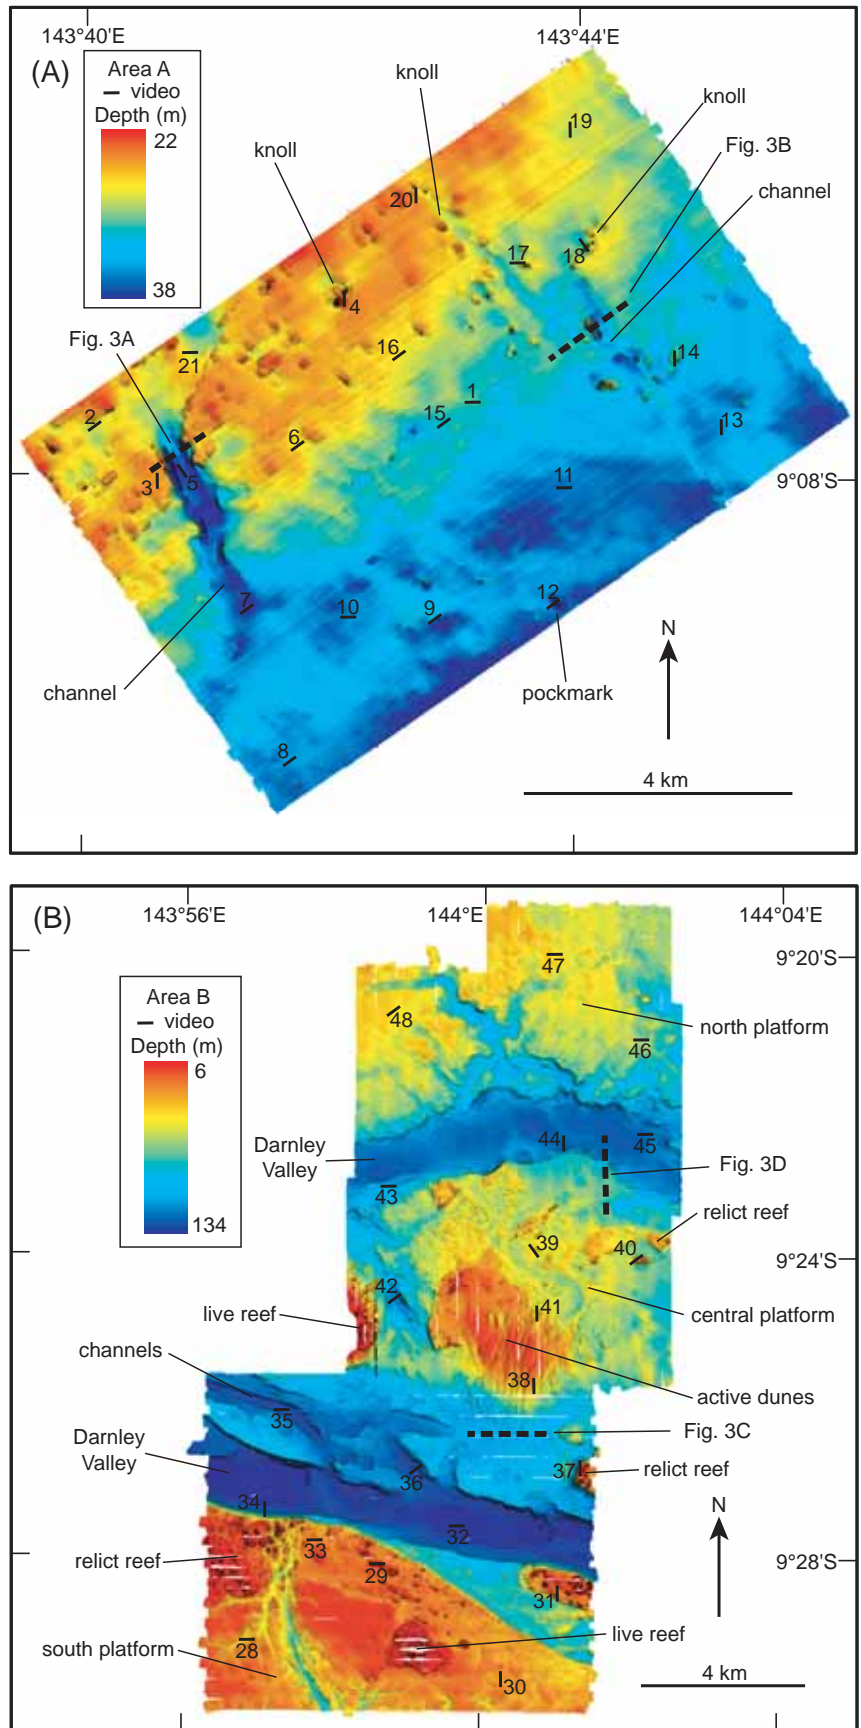 143°40'E
143°44'E
(A)
Area A
video
Depth (m)
22
38
knoll
knoll
knoll
Fig. 3B
channel
19
20
17
18
4
Fig. 3A
21
16
14
2
1
15
13
6
3
5
11
9°08'S
7
10
9
12
N
channel
pockmark
8
4 km
(B)
143°56'E
144°E
144°04'E
47
9°20'S
Area B
video
Depth (m)
6
134
48
north platform
46
Darnley
Valley
44
45
Fig. 3D
43
relict reef
39
40
9°24'S
42
live reef
41
central platform
channels
38
active dunes
35
Fig. 3C
Darnley
Valley
36
37
relict reef
34
N
32
33
relict reef
29
9°28'S
31
28
live reef
south platform
30
4 km